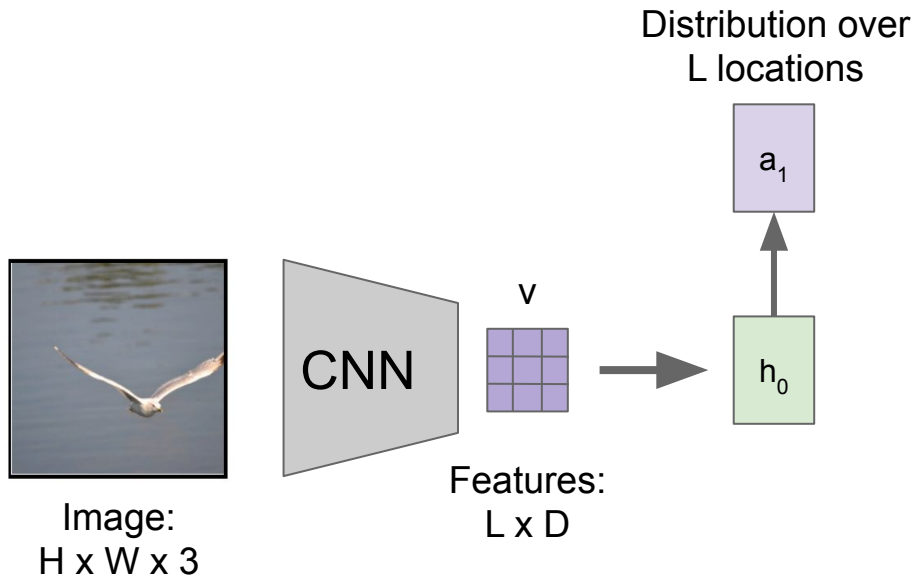 Distribution over
L locations
a₁
v
CNN
h₀
Features:
L x D
Image:
H x W x 3